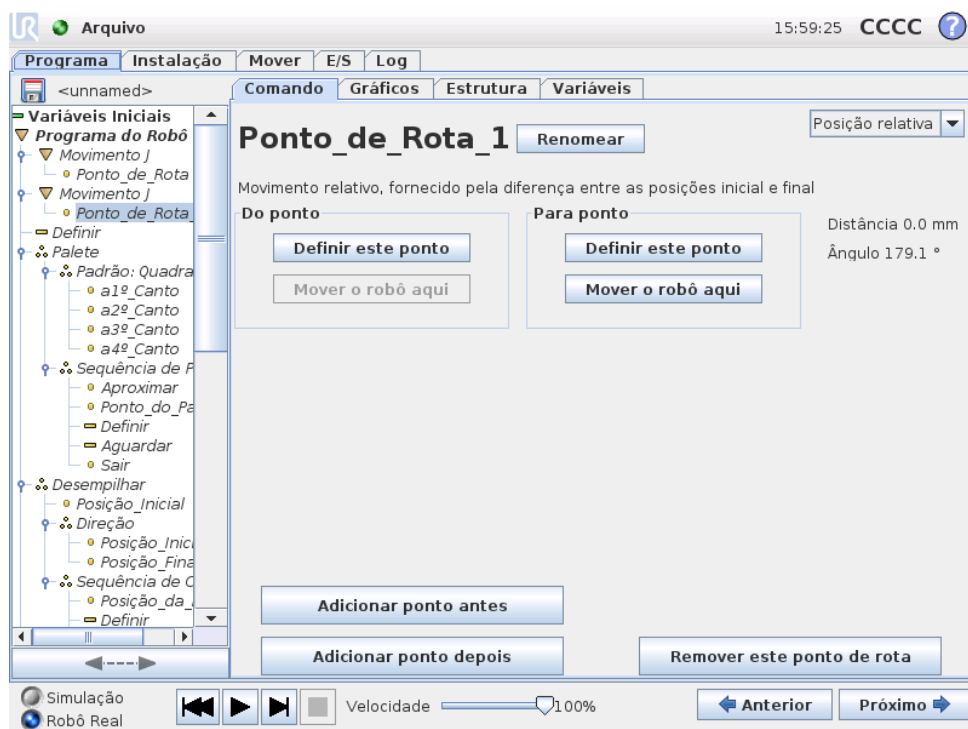 Arquivo
15:59:25 CCCC ?
Programa Instalação Mover E/S Log
<unnamed>
Comando Gráficos Estrutura Variáveis
Variáveis Iniciais
Programa do Robô
Movimento J
Ponto_de_Rota
Movimento J
Ponto_de_Rota_
Definir
Palete
Padrão: Quadra
a1º_Canto
a2º_Canto
a3º_Canto
a4º_Canto
Sequência de P
Aproximar
Ponto_do_Pa
Definir
Aguardar
Sair
Desempilhar
Posição_Inicial
Direção
Posição_Inici
Posição_Fina
Sequência de C
Posição_da_
Definir
Ponto_de_Rota_1 Renomear
Posição relativa
Movimento relativo, fornecido pela diferença entre as posições inicial e final
Do ponto
Definir este ponto
Mover o robô aqui
Para ponto
Definir este ponto
Mover o robô aqui
Distância 0.0 mm
Ângulo 179.1 °
Adicionar ponto antes
Adicionar ponto depois
Remover este ponto de rota
Simulação
Robô Real
Velocidade 100%
Anterior Próximo